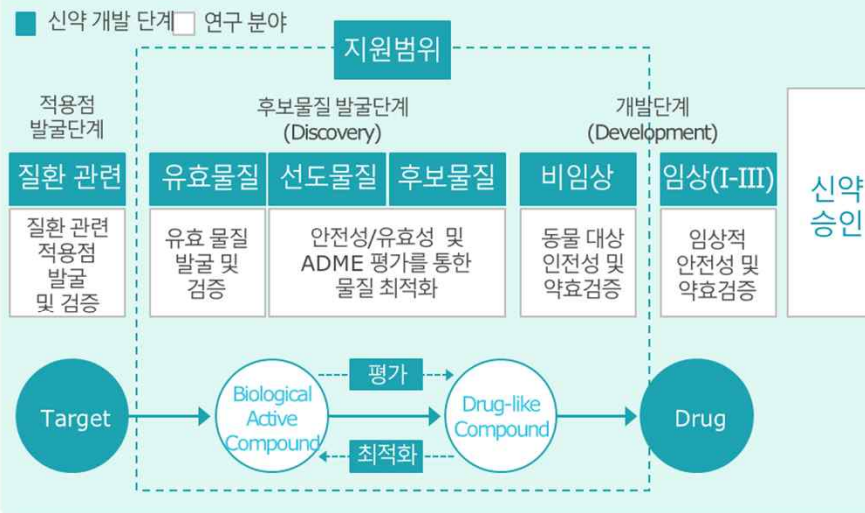 신약 개발 단계 연구 분야
지원범위
적용점
발굴단계
후보물질 발굴단계
(Discovery)
개발단계
(Development)
질환 관련
유효물질
선도물질
후보물질
비임상
임상(I-III)
신약
승인
질환 관련
적용점
발굴
및 검증
유효 물질
발굴 및
검증
안전성/유효성 및
ADME 평가를 통한
물질 최적화
동물 대상
인전성 및
약효검증
임상적
안전성 및
약효검증
Target
Biological
Active
Compound
평가
최적화
Drug-like
Compound
Drug